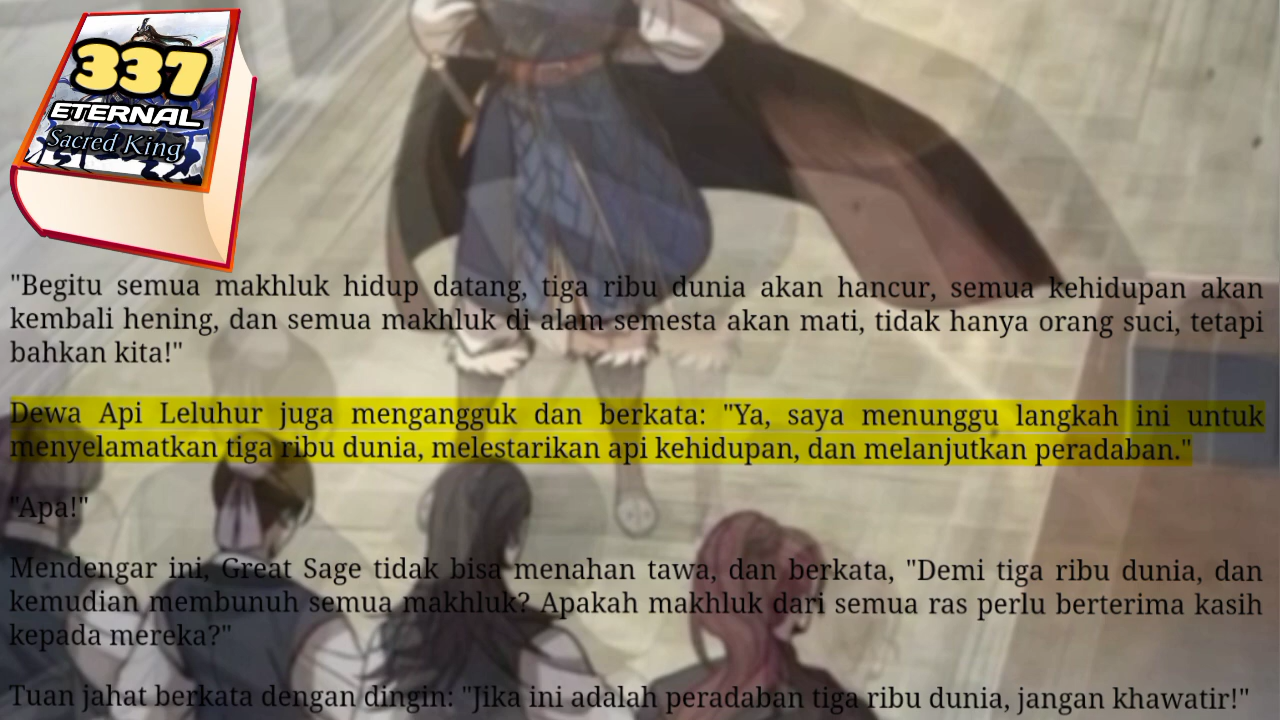 337
ETERNAL
Sacred King
"Begitu semua makhluk hidup datang, tiga ribu dunia akan hancur, semua kehidupan akan
kembali hening, dan semua makhluk di alam semesta akan mati, tidak hanya orang suci, tetapi
bahkan kita!"
Dewa Api Leluhur juga mengangguk dan berkata: "Ya, saya menunggu langkah ini untuk
menyelamatkan tiga ribu dunia, melestarikan api kehidupan, dan melanjutkan peradaban."
"Apa!"
Mendengar ini, Great Sage tidak bisa menahan tawa, dan berkata, "Demi tiga ribu dunia, dan
kemudian membunuh semua makhluk? Apakah makhluk dari semua ras perlu berterima kasih
kepada mereka?"
Tuan jahat berkata dengan dingin: "Jika ini adalah peradaban tiga ribu dunia, jangan khawatir!"